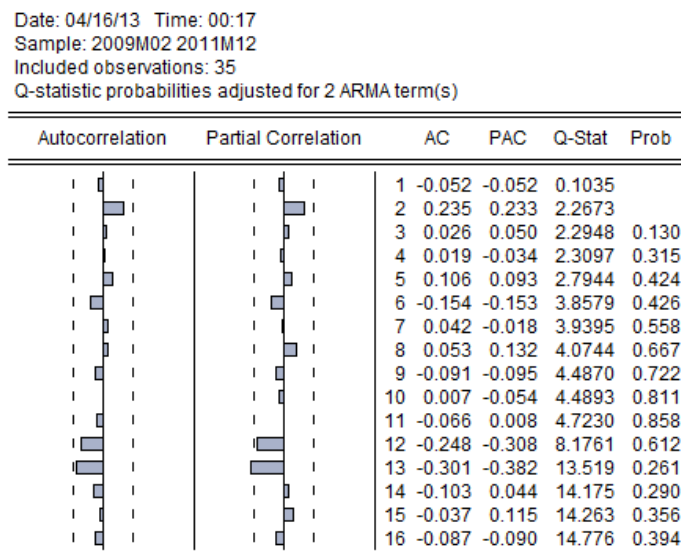 Date: 04/16/13 Time: 00:17
Sample: 2009M02 2011M12
Included observations: 35
Q-statistic probabilities adjusted for 2 ARMA term(s)
Autocorrelation Partial Correlation AC PAC Q-Stat Prob
1 -0.052 -0.052 0.1035
2 0.235 0.233 2.2673
3 0.026 0.050 2.2948 0.130
4 0.019 -0.034 2.3097 0.315
5 0.106 0.093 2.7944 0.424
6 -0.154 -0.153 3.8579 0.426
7 0.042 -0.018 3.9395 0.558
8 0.053 0.132 4.0744 0.667
9 -0.091 -0.095 4.4870 0.722
10 0.007 -0.054 4.4893 0.811
11 -0.066 0.008 4.7230 0.858
12 -0.248 -0.308 8.1761 0.612
13 -0.301 -0.382 13.519 0.261
14 -0.103 0.044 14.175 0.290
15 -0.037 0.115 14.263 0.356
16 -0.087 -0.090 14.776 0.394